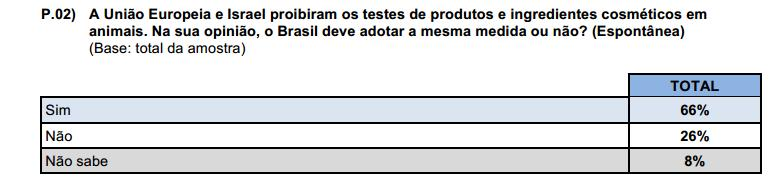 P.02) A União Europeia e Israel proibiram os testes de produtos e ingredientes cosméticos em
animais. Na sua opinião, o Brasil deve adotar a mesma medida ou não? (Espontânea)
(Base: total da amostra)
TOTAL
Sim 66%
Não 26%
Não sabe 8%